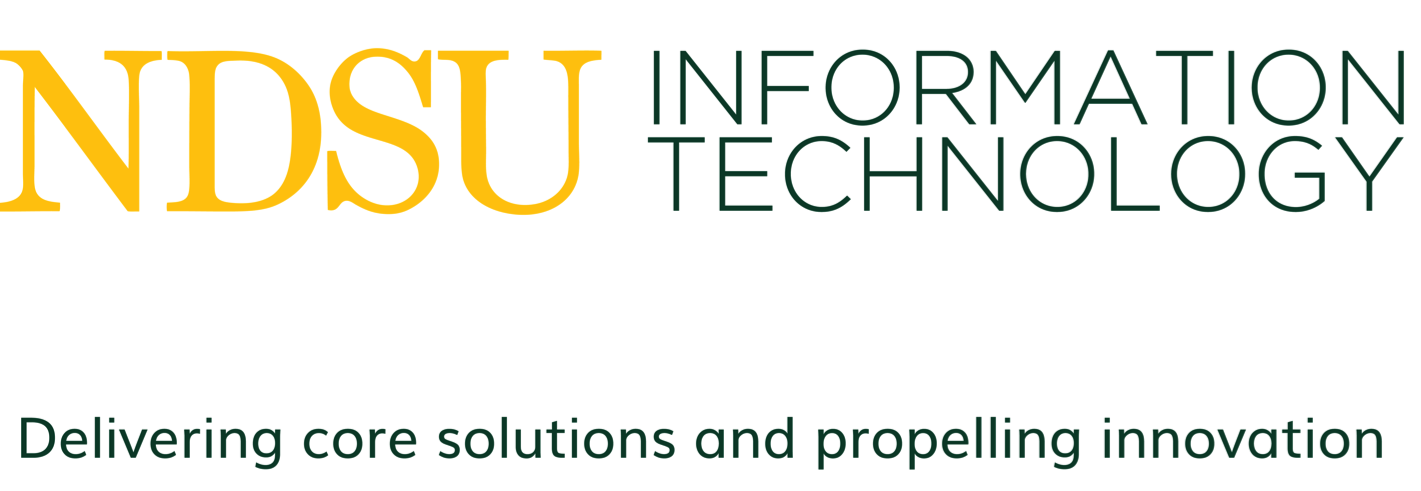 NDSU INFORMATION
TECHNOLOGY
Delivering core solutions and propelling innovation